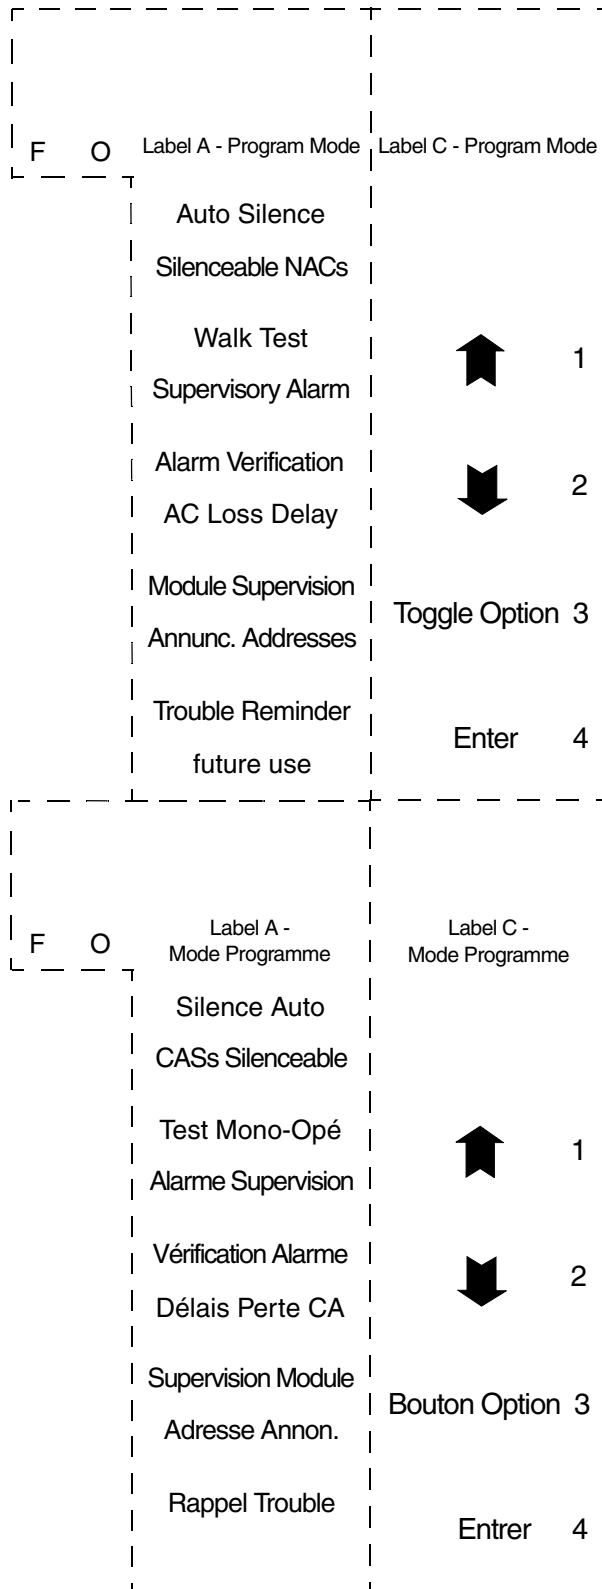 F O Label A - Program Mode Label C - Program Mode
Auto Silence
Silenceable NACs
Walk Test
1
Supervisory Alarm
Alarm Verification
2
AC Loss Delay
Module Supervision
Toggle Option 3
Annunc. Addresses
Trouble Reminder
Enter 4
future use
Label A -
Mode Programme
Label C -
Mode Programme
F O
Silence Auto
CASs Silenceable
Test Mono-Opé
1
Alarme Supervision
Vérification Alarme
2
Délais Perte CA
Supervision Module
Bouton Option 3
Adresse Annon.
Rappel Trouble
Entrer 4